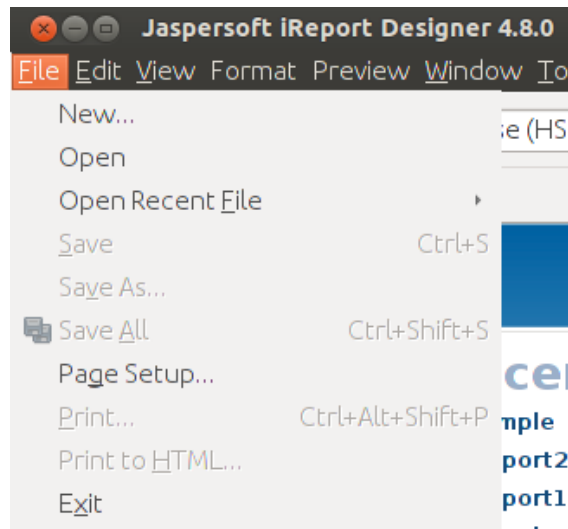 Jaspersoft iReport Designer 4.8.0
File Edit View Format Preview Window To
New...
se (HS
Open
Open Recent File
Save Ctrl+S
Save As...
Save All Ctrl+Shift+S
Page Setup...
cer
Print... Ctrl+Alt+Shift+P
mple
Print to HTML...
port2
Exit
port1